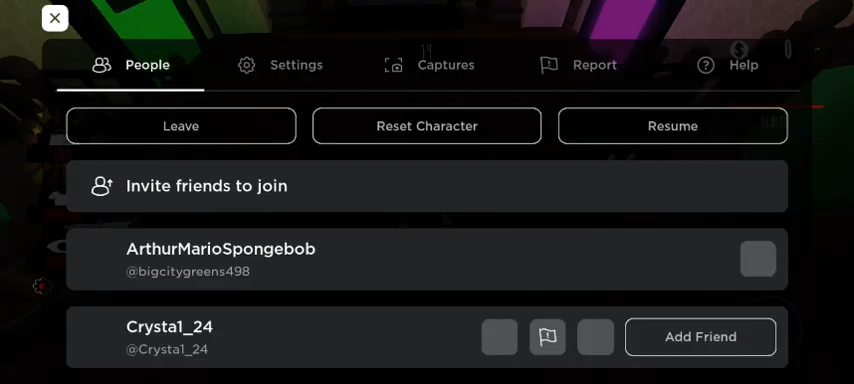 People Settings Captures Report Help
Leave Reset Character Resume
Invite friends to join
ArthurMarioSpongebob
@bigcitygreens498
Crysta1_24
@Crysta1_24
Add Friend